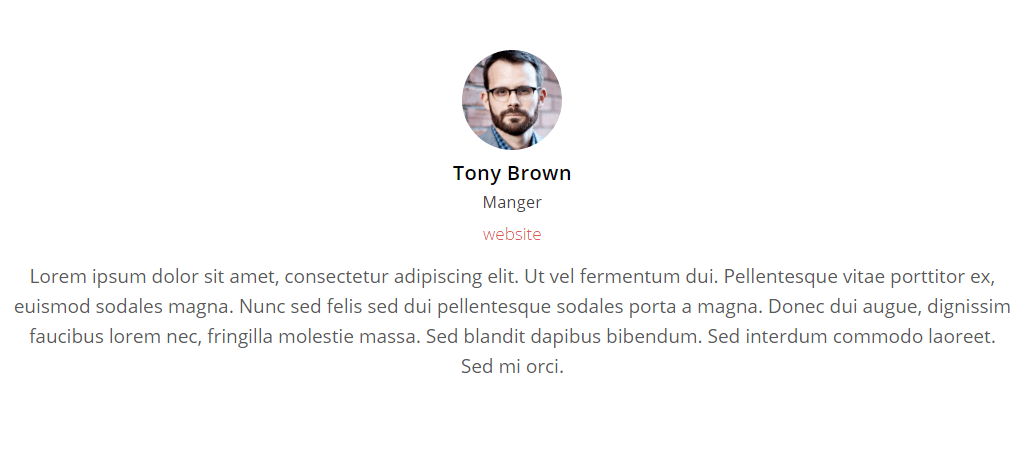 Tony Brown
Manger
website
Lorem ipsum dolor sit amet, consectetur adipiscing elit. Ut vel fermentum dui. Pellentesque vitae porttitor ex,
euismod sodales magna. Nunc sed felis sed dui pellentesque sodales porta a magna. Donec dui augue, dignissim
faucibus lorem nec, fringilla molestie massa. Sed blandit dapibus bibendum. Sed interdum commodo laoreet.
Sed mi orci.